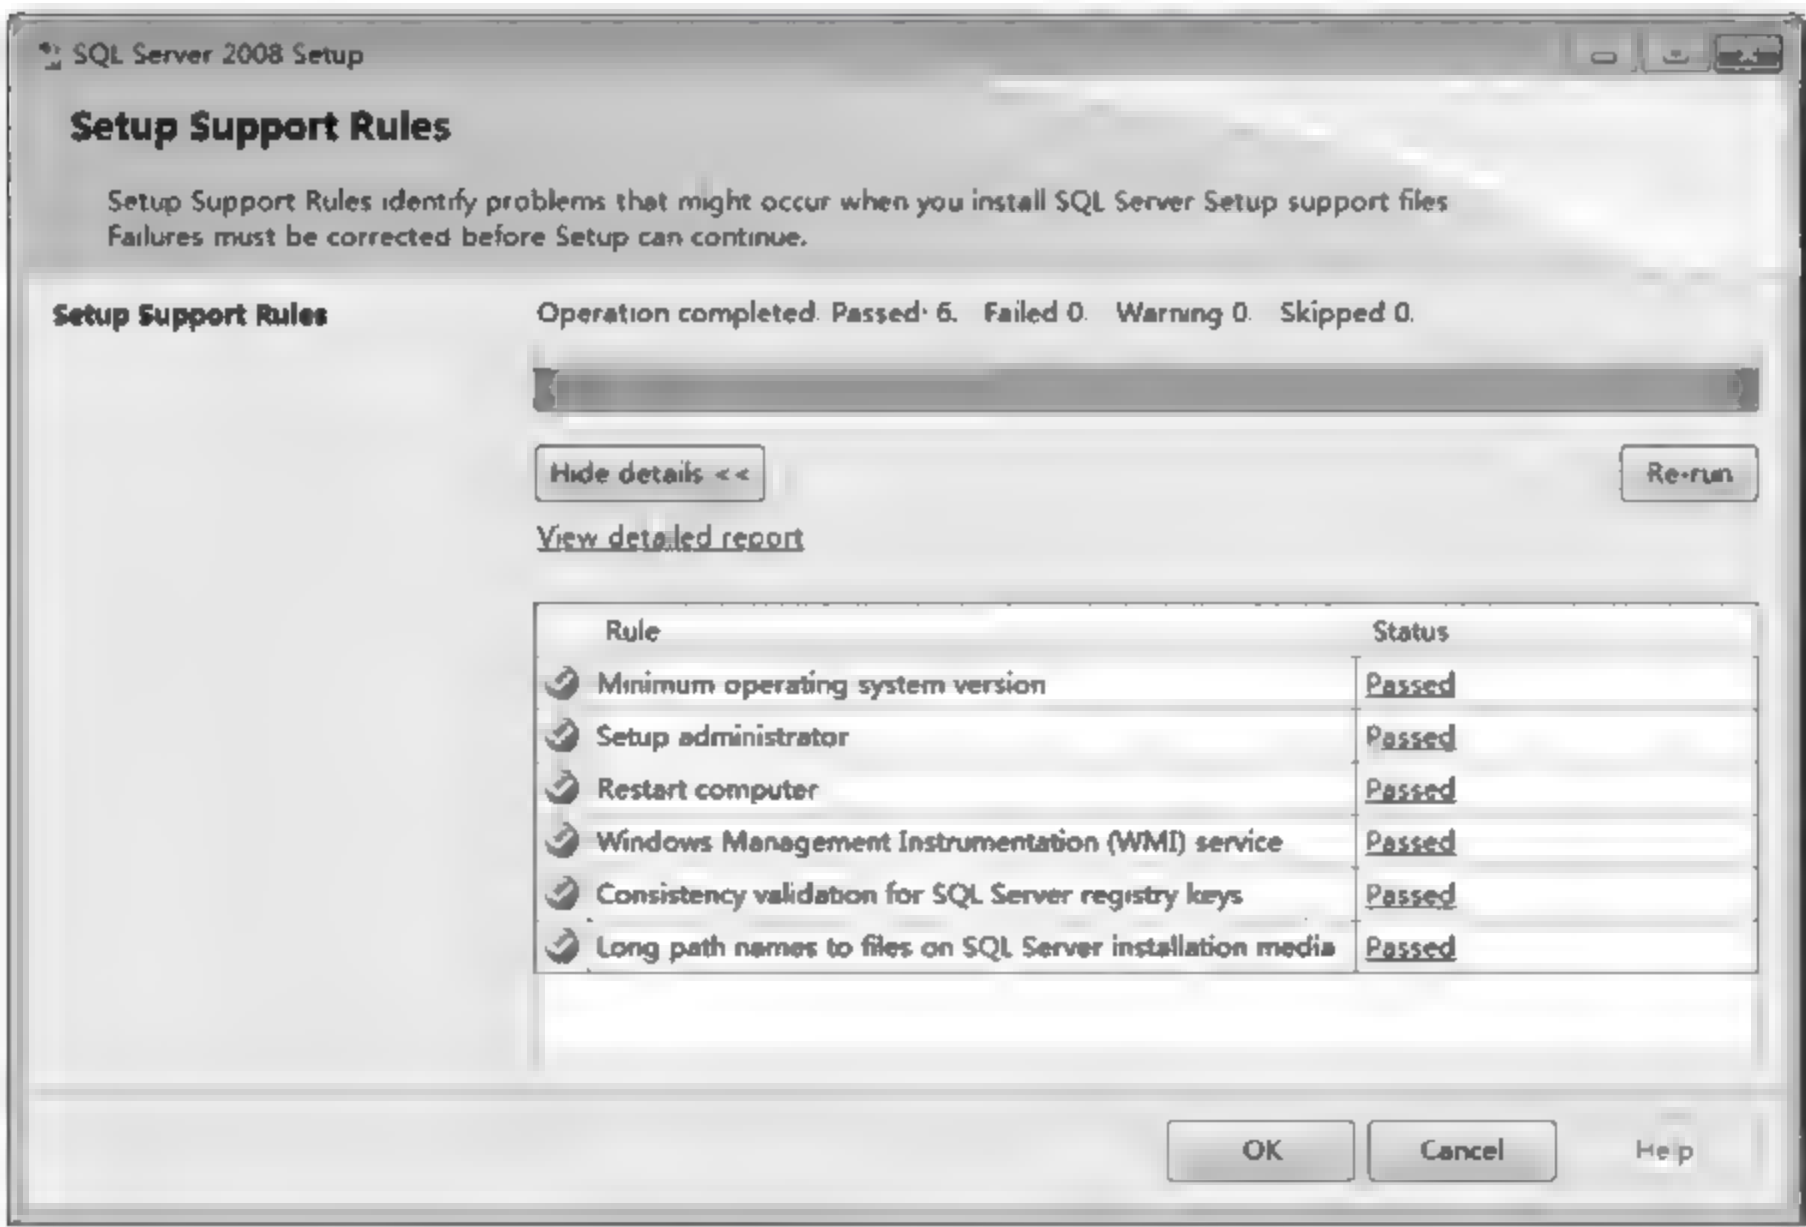 SQL Server 2008 Setup
Setup Support Rules
Setup Support Rules identify problems that might occur when you install SQL Server Setup support files
Failures must be corrected before Setup can continue.
Setup Support Rules
Operation completed. Passed: 6. Failed 0. Warning 0. Skipped 0.
Hide details <<
Re-run
View detailed report
Rule Status
Minimum operating system version Passed
Setup administrator Passed
Restart computer Passed
Windows Management Instrumentation (WMI) service Passed
Consistency validation for SQL Server registry keys Passed
Long path names to files on SQL Server installation media Passed
OK Cancel Help